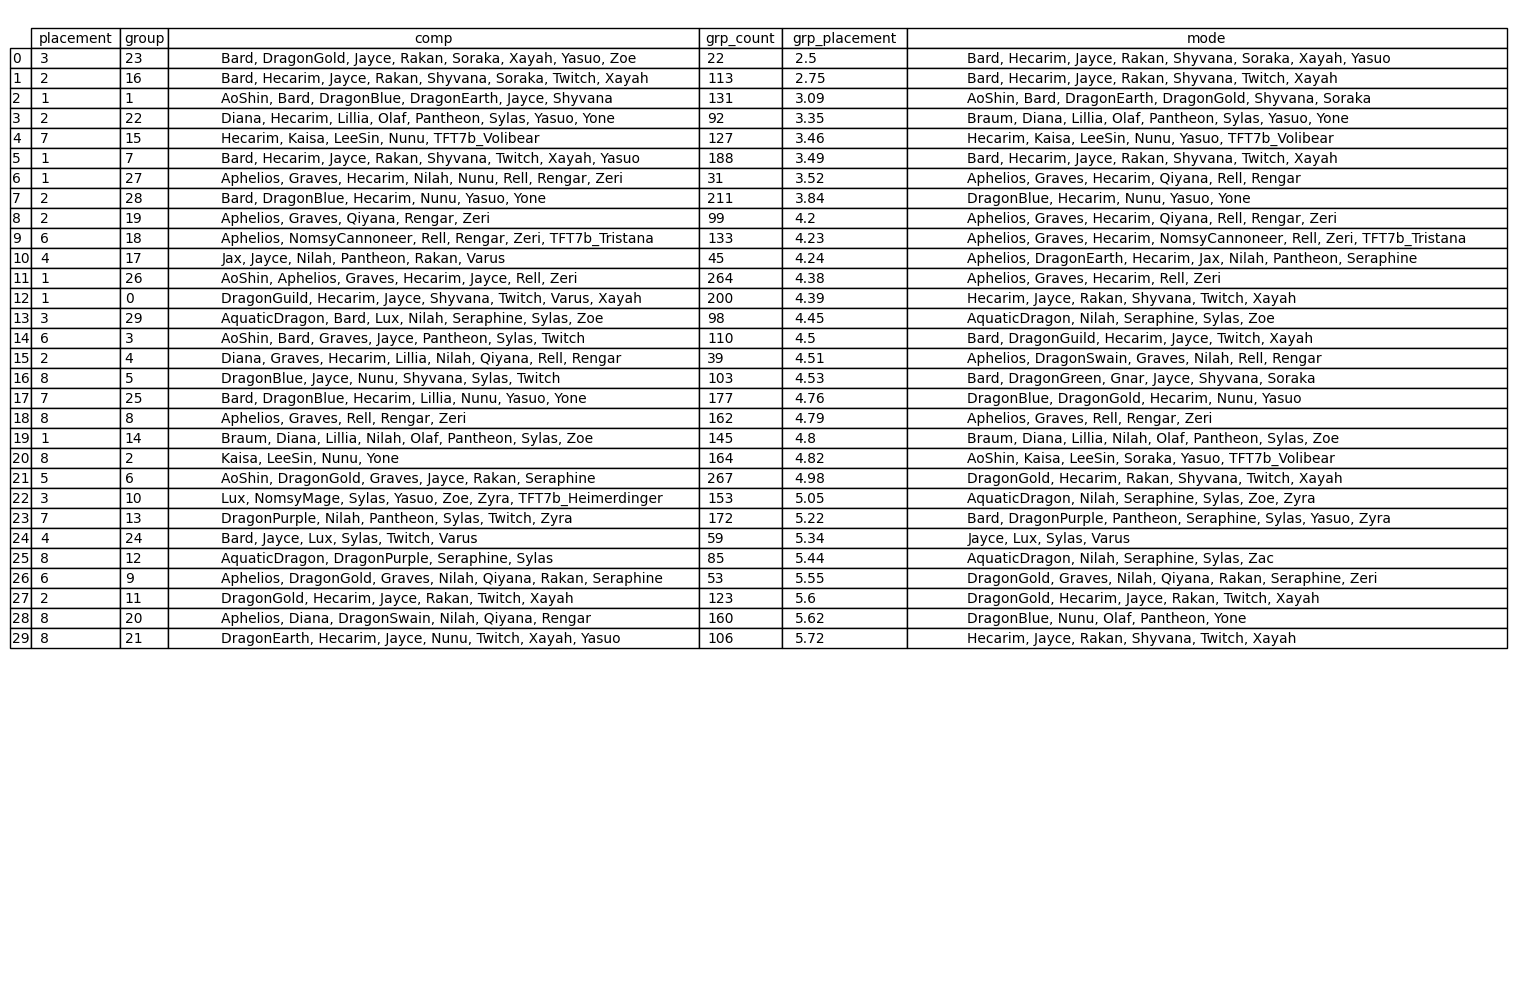 placement group comp grp_count grp_placement mode
0 3 23 Bard, DragonGold, Jayce, Rakan, Soraka, Xayah, Yasuo, Zoe 22 2.5 Bard, Hecarim, Jayce, Rakan, Shyvana, Soraka, Xayah, Yasuo
1 2 16 Bard, Hecarim, Jayce, Rakan, Shyvana, Soraka, Twitch, Xayah 113 2.75 Bard, Hecarim, Jayce, Rakan, Shyvana, Twitch, Xayah
2 1 1 AoShin, Bard, DragonBlue, DragonEarth, Jayce, Shyvana 131 3.09 AoShin, Bard, DragonEarth, DragonGold, Shyvana, Soraka
3 2 22 Diana, Hecarim, Lillia, Olaf, Pantheon, Sylas, Yasuo, Yone 92 3.35 Braum, Diana, Lillia, Olaf, Pantheon, Sylas, Yasuo, Yone
4 7 15 Hecarim, Kaisa, LeeSin, Nunu, TFT7b_Volibear 127 3.46 Hecarim, Kaisa, LeeSin, Nunu, Yasuo, TFT7b_Volibear
5 1 7 Bard, Hecarim, Jayce, Rakan, Shyvana, Twitch, Xayah, Yasuo 188 3.49 Bard, Hecarim, Jayce, Rakan, Shyvana, Twitch, Xayah
6 1 27 Aphelios, Graves, Hecarim, Nilah, Nunu, Rell, Rengar, Zeri 31 3.52 Aphelios, Graves, Hecarim, Qiyana, Rell, Rengar
7 2 28 Bard, DragonBlue, Hecarim, Nunu, Yasuo, Yone 211 3.84 DragonBlue, Hecarim, Nunu, Yasuo, Yone
8 2 19 Aphelios, Graves, Qiyana, Rengar, Zeri 99 4.2 Aphelios, Graves, Hecarim, Qiyana, Rell, Rengar, Zeri
9 6 18 Aphelios, NomsyCannoneer, Rell, Rengar, Zeri, TFT7b_Tristana 133 4.23 Aphelios, Graves, Hecarim, NomsyCannoneer, Rell, Zeri, TFT7b_Tristana
10 4 17 Jax, Jayce, Nilah, Pantheon, Rakan, Varus 45 4.24 Aphelios, DragonEarth, Hecarim, Jax, Nilah, Pantheon, Seraphine
11 1 26 AoShin, Aphelios, Graves, Hecarim, Jayce, Rell, Zeri 264 4.38 Aphelios, Graves, Hecarim, Rell, Zeri
12 1 0 DragonGuild, Hecarim, Jayce, Shyvana, Twitch, Varus, Xayah 200 4.39 Hecarim, Jayce, Rakan, Shyvana, Twitch, Xayah
13 3 29 AquaticDragon, Bard, Lux, Nilah, Seraphine, Sylas, Zoe 98 4.45 AquaticDragon, Nilah, Seraphine, Sylas, Zoe
14 6 3 AoShin, Bard, Graves, Jayce, Pantheon, Sylas, Twitch 110 4.5 Bard, DragonGuild, Hecarim, Jayce, Twitch, Xayah
15 2 4 Diana, Graves, Hecarim, Lillia, Nilah, Qiyana, Rell, Rengar 39 4.51 Aphelios, DragonSwain, Graves, Nilah, Rell, Rengar
16 8 5 DragonBlue, Jayce, Nunu, Shyvana, Sylas, Twitch 103 4.53 Bard, DragonGreen, Gnar, Jayce, Shyvana, Soraka
17 7 25 Bard, DragonBlue, Hecarim, Lillia, Nunu, Yasuo, Yone 177 4.76 DragonBlue, DragonGold, Hecarim, Nunu, Yasuo
18 8 8 Aphelios, Graves, Rell, Rengar, Zeri 162 4.79 Aphelios, Graves, Rell, Rengar, Zeri
19 1 14 Braum, Diana, Lillia, Nilah, Olaf, Pantheon, Sylas, Zoe 145 4.8 Braum, Diana, Lillia, Nilah, Olaf, Pantheon, Sylas, Zoe
20 8 2 Kaisa, LeeSin, Nunu, Yone 164 4.82 AoShin, Kaisa, LeeSin, Soraka, Yasuo, TFT7b_Volibear
21 5 6 AoShin, DragonGold, Graves, Jayce, Rakan, Seraphine 267 4.98 DragonGold, Hecarim, Rakan, Shyvana, Twitch, Xayah
22 3 10 Lux, NomsyMage, Sylas, Yasuo, Zoe, Zyra, TFT7b_Heimerdinger 153 5.05 AquaticDragon, Nilah, Seraphine, Sylas, Zoe, Zyra
23 7 13 DragonPurple, Nilah, Pantheon, Sylas, Twitch, Zyra 172 5.22 Bard, DragonPurple, Pantheon, Seraphine, Sylas, Yasuo, Zyra
24 4 24 Bard, Jayce, Lux, Sylas, Twitch, Varus 59 5.34 Jayce, Lux, Sylas, Varus
25 8 12 AquaticDragon, DragonPurple, Seraphine, Sylas 85 5.44 AquaticDragon, Nilah, Seraphine, Sylas, Zac
26 6 9 Aphelios, DragonGold, Graves, Nilah, Qiyana, Rakan, Seraphine 53 5.55 DragonGold, Graves, Nilah, Qiyana, Rakan, Seraphine, Zeri
27 2 11 DragonGold, Hecarim, Jayce, Rakan, Twitch, Xayah 123 5.6 DragonGold, Hecarim, Jayce, Rakan, Twitch, Xayah
28 8 20 Aphelios, Diana, DragonSwain, Nilah, Qiyana, Rengar 160 5.62 DragonBlue, Nunu, Olaf, Pantheon, Yone
29 8 21 DragonEarth, Hecarim, Jayce, Nunu, Twitch, Xayah, Yasuo 106 5.72 Hecarim, Jayce, Rakan, Shyvana, Twitch, Xayah